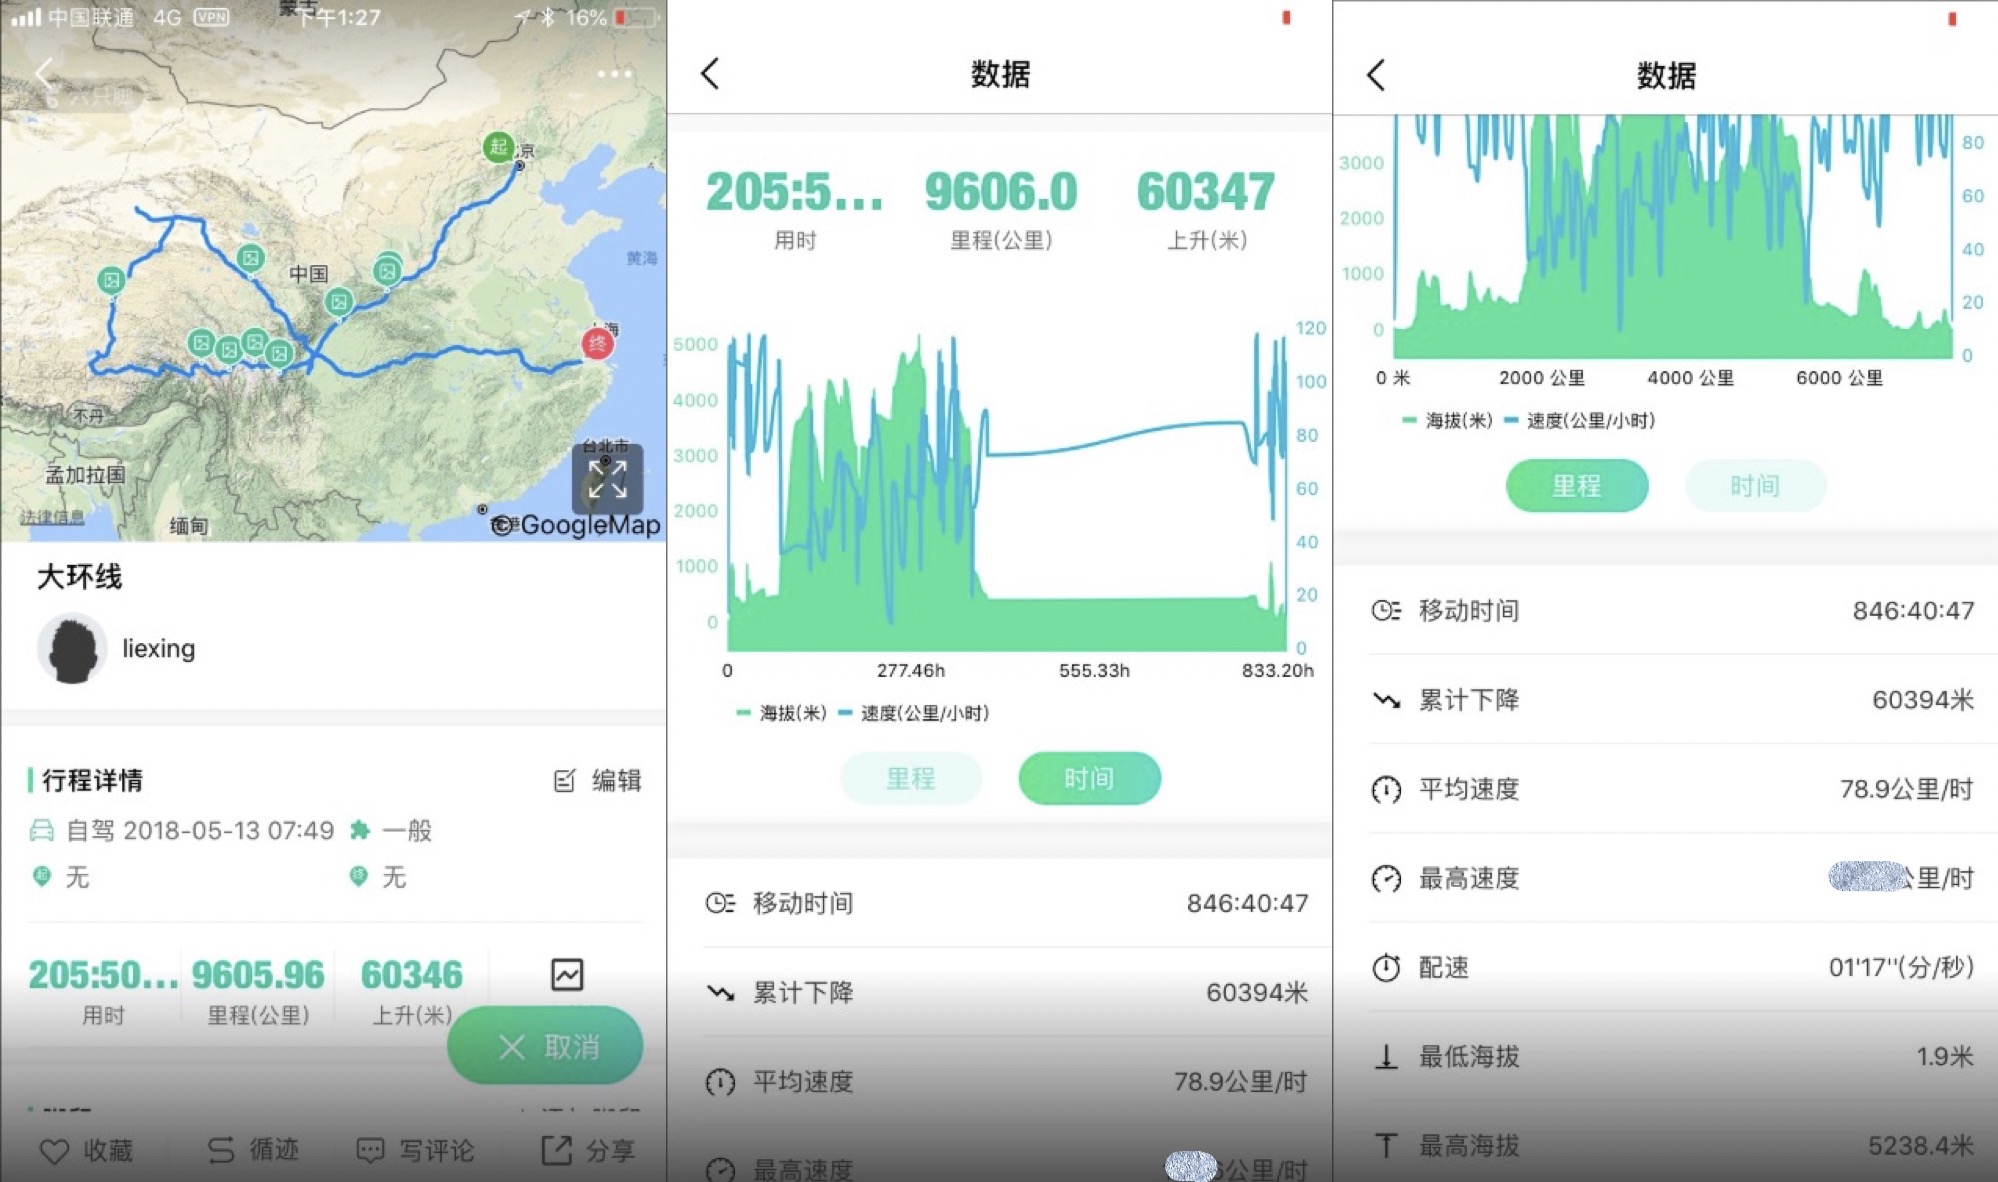 中国联通 4G VPN 下午1:27 16%
六只脚
起
中国
黄海
终
不丹
孟加拉国
台北市
法律信息
缅甸
©GoogleMap
大环线
liexing
行程详情 编辑
自驾 2018-05-13 07:49 一般
起 无 终 无
205:50... 9605.96 60346
用时 里程(公里) 上升(米)
取消
收藏 循迹 写评论 分享
数据
205:5... 9606.0 60347
用时 里程(公里) 上升(米)
120
5000
100
4000
80
3000
60
2000
40
1000
20
0
0
0 277.46h 555.33h 833.20h
海拔(米) 速度(公里/小时)
里程 时间
移动时间 846:40:47
累计下降 60394米
平均速度 78.9公里/时
最高速度 公里/时
数据
80
3000
60
2000
40
1000
20
0
0
0 米 2000 公里 4000 公里 6000 公里
海拔(米) 速度(公里/小时)
里程 时间
移动时间 846:40:47
累计下降 60394米
平均速度 78.9公里/时
最高速度 公里/时
配速 01'17''(分/秒)
最低海拔 1.9米
最高海拔 5238.4米